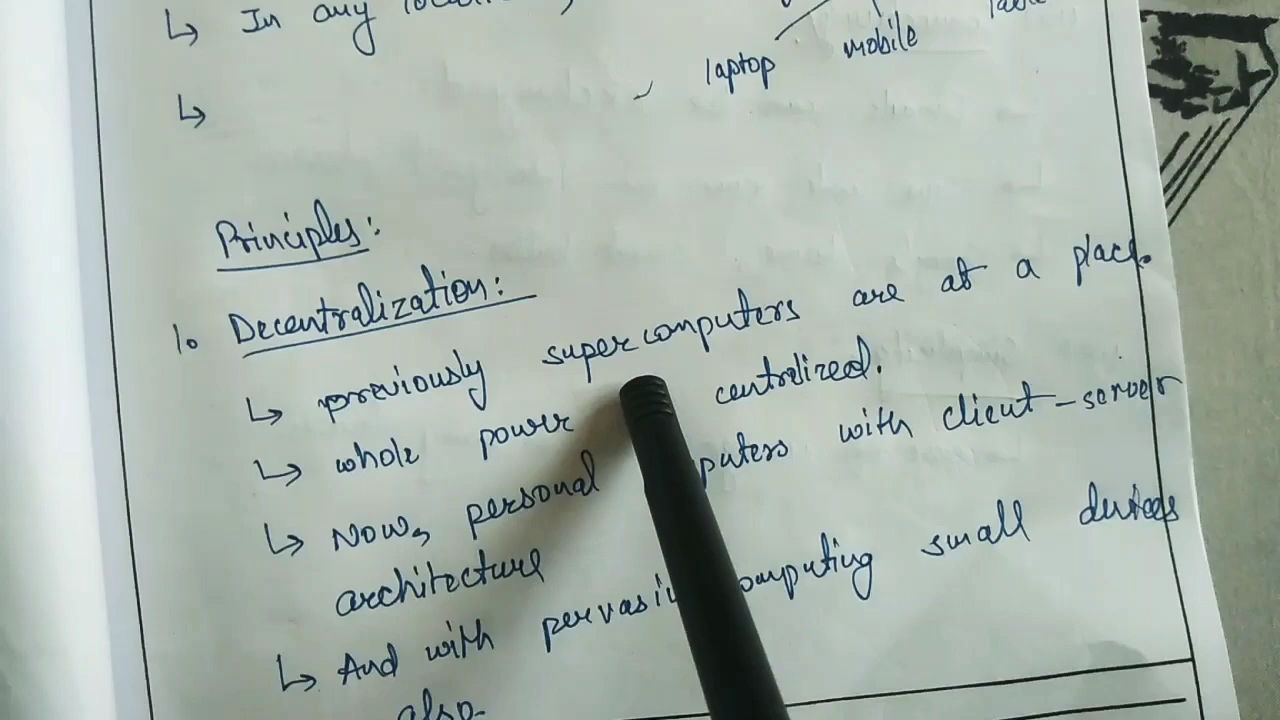 ↳ In any
laptop mobile
↳
Principles:
1. Decentralization:
↳ previously supercomputers are at a place.
↳ whole power centralized.
↳ Now, personal puters with client-server
architecture
↳ And with pervasi omputing small devices
also.